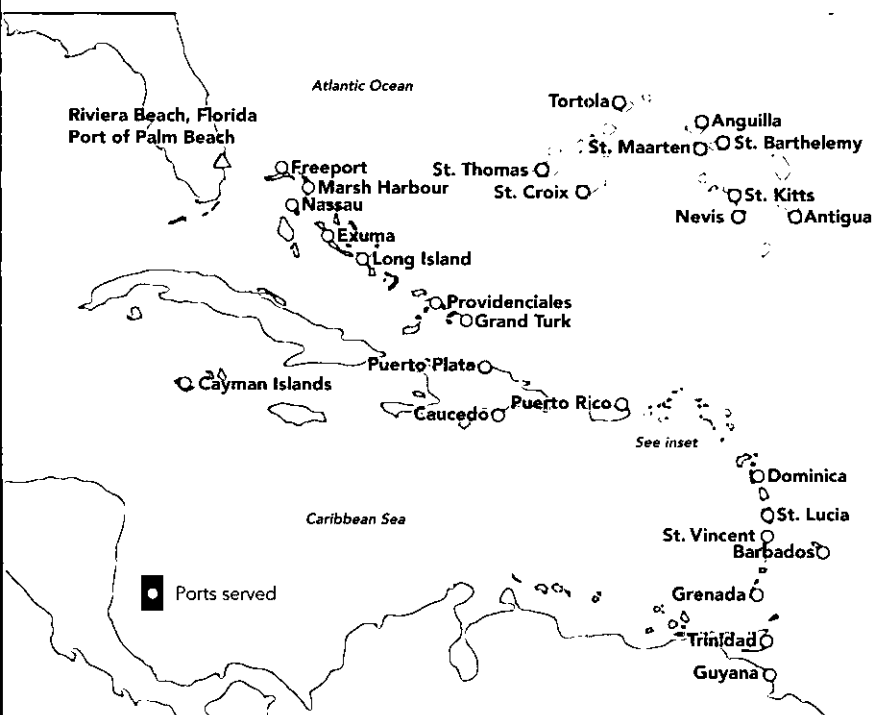 Atlantic Ocean
Riviera Beach, Florida
Port of Palm Beach
Freeport
Marsh Harbour
Nassau
Exuma
Long Island
Providenciales
Grand Turk
Tortola
Anguilla
St. Maarten
St. Barthelemy
St. Thomas
St. Croix
St. Kitts
Nevis
Antigua
Puerto Plata
Cayman Islands
Caucedo
Puerto Rico
See inset
Dominica
Caribbean Sea
St. Lucia
St. Vincent
Barbados
Ports served
Grenada
Trinidad
Guyana